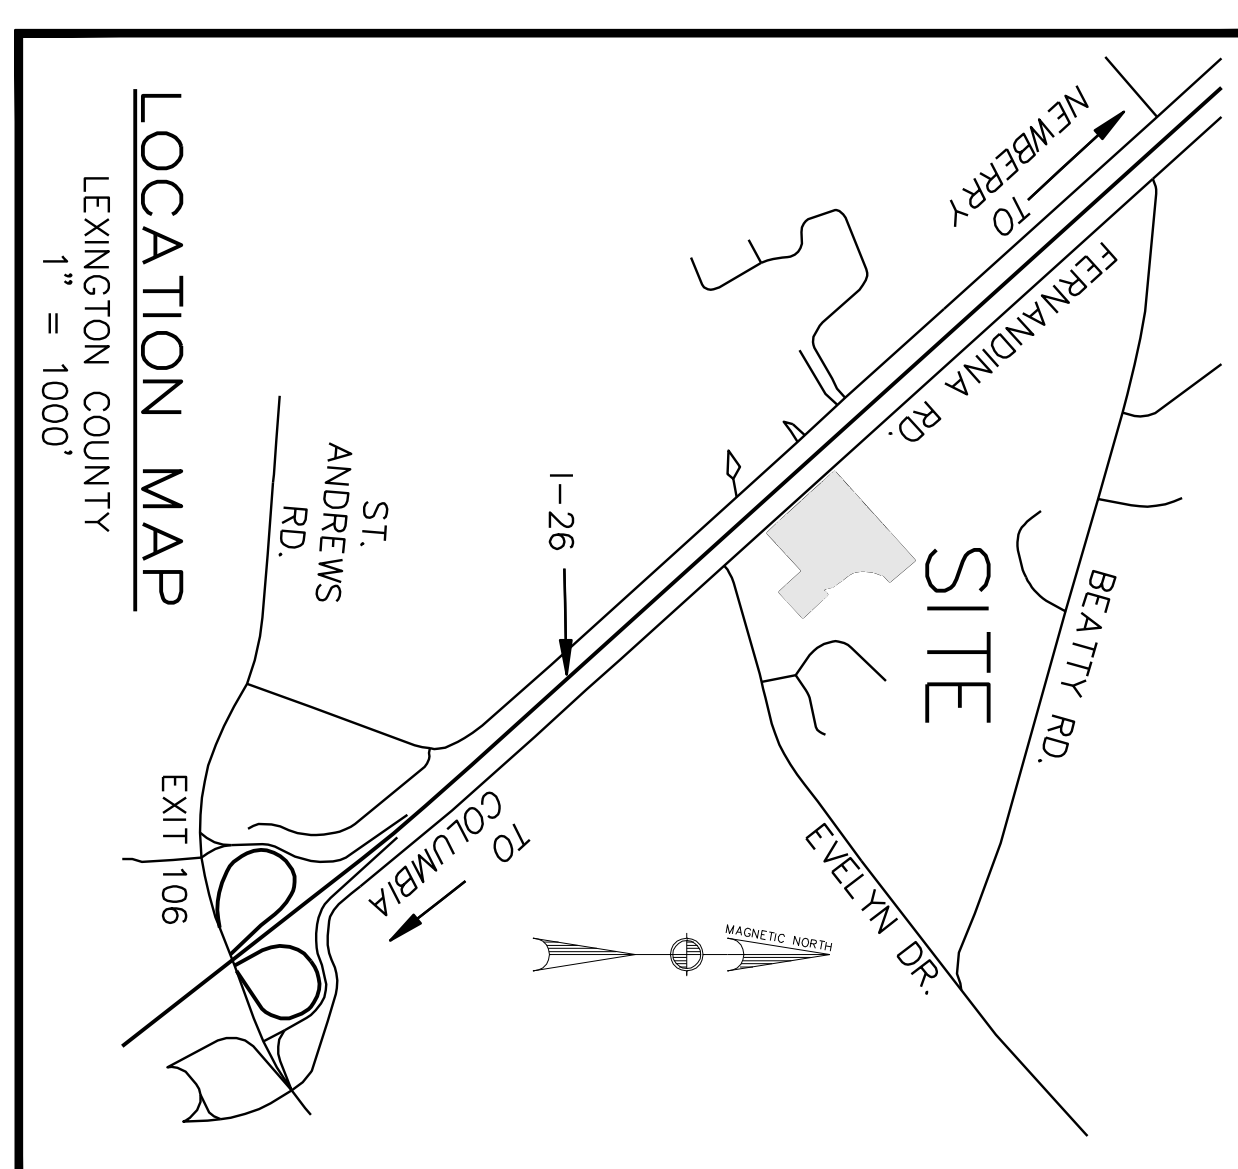 LOCATION MAP
LEXINGTON COUNTY
1" = 1000'
TO
NEWBERRY
FERNANDINA RD.
SITE
BEATTY RD.
I-26
ST.
ANDREWS
RD.
EXIT 106
TO
COLUMBIA
EVELYN DR.
MAGNETIC NORTH